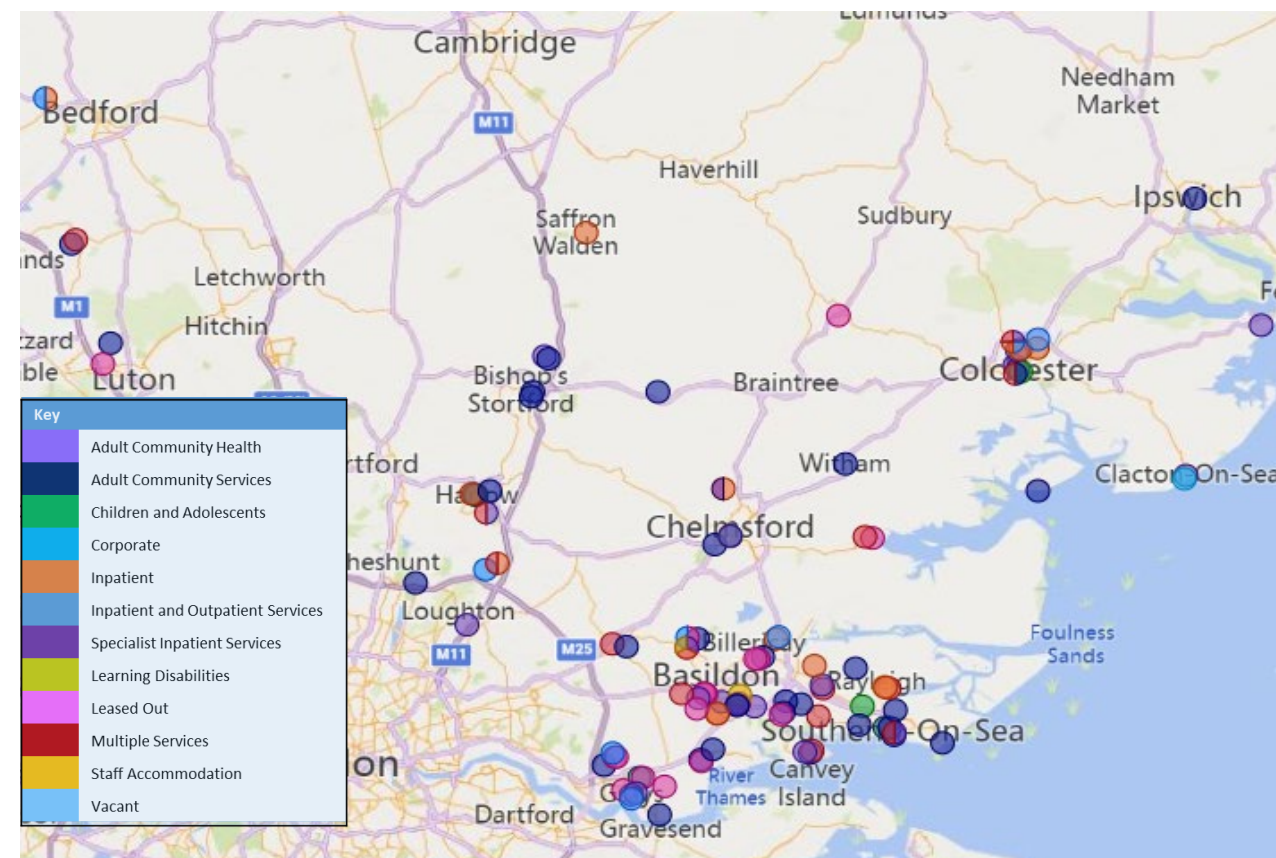 Cambridge
Needham
Market
Bedford
M11
Haverhill
Ipswich
Saffron
Walden
Sudbury
Letchworth
M1
Hitchin
Luton
Bishop's
Stortford
Braintree
Colchester
Key
Adult Community Health
Adult Community Services
Children and Adolescents
Corporate
Inpatient
Inpatient and Outpatient Services
Specialist Inpatient Services
Learning Disabilities
Leased Out
Multiple Services
Staff Accommodation
Vacant
Witham
Clacton-On-Sea
Harlow
Chelmsford
heshunt
Loughton
M11
M25
Billericay
Foulness
Sands
Basildon
Rayleigh
Southend-On-Sea
Canvey
Island
River
Thames
Grays
Dartford
Gravesend